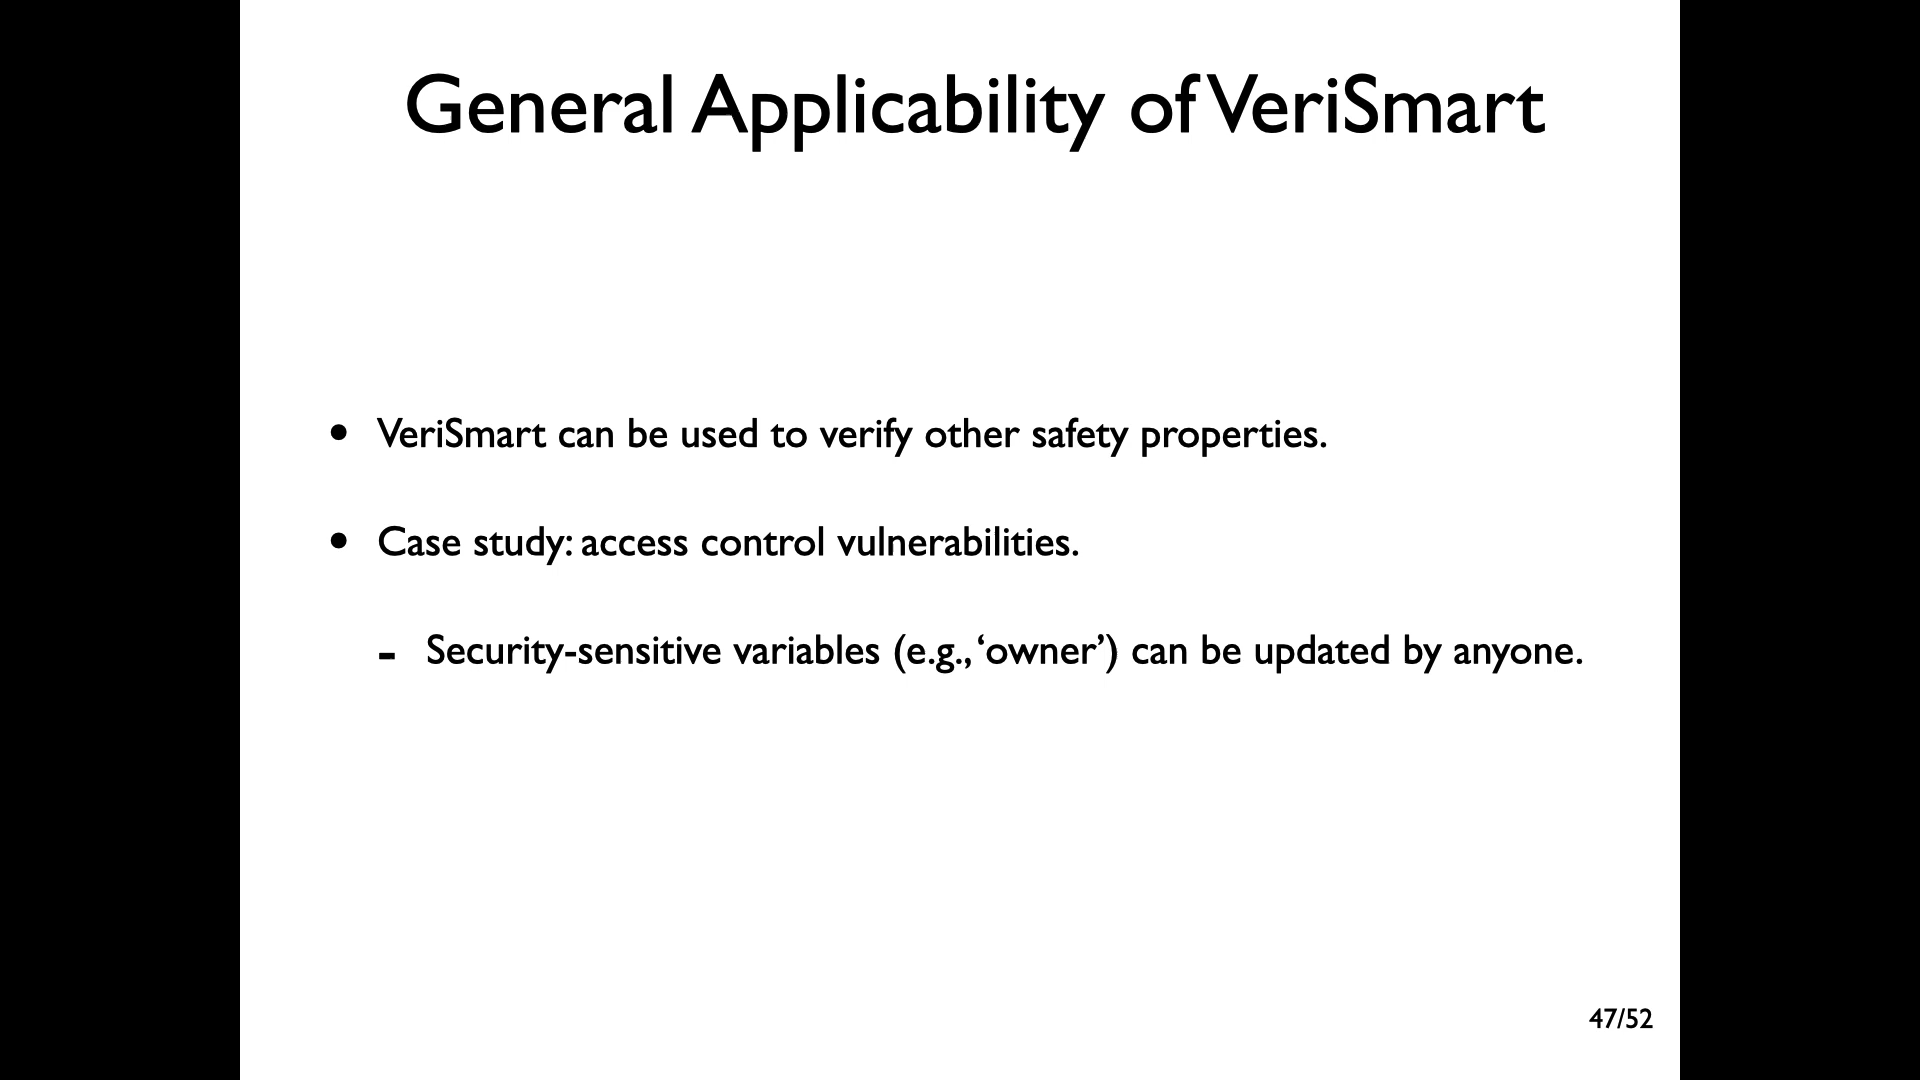 General Applicability of VeriSmart
• VeriSmart can be used to verify other safety properties.
• Case study: access control vulnerabilities.
- Security-sensitive variables (e.g., ‘owner’) can be updated by anyone.
47/52